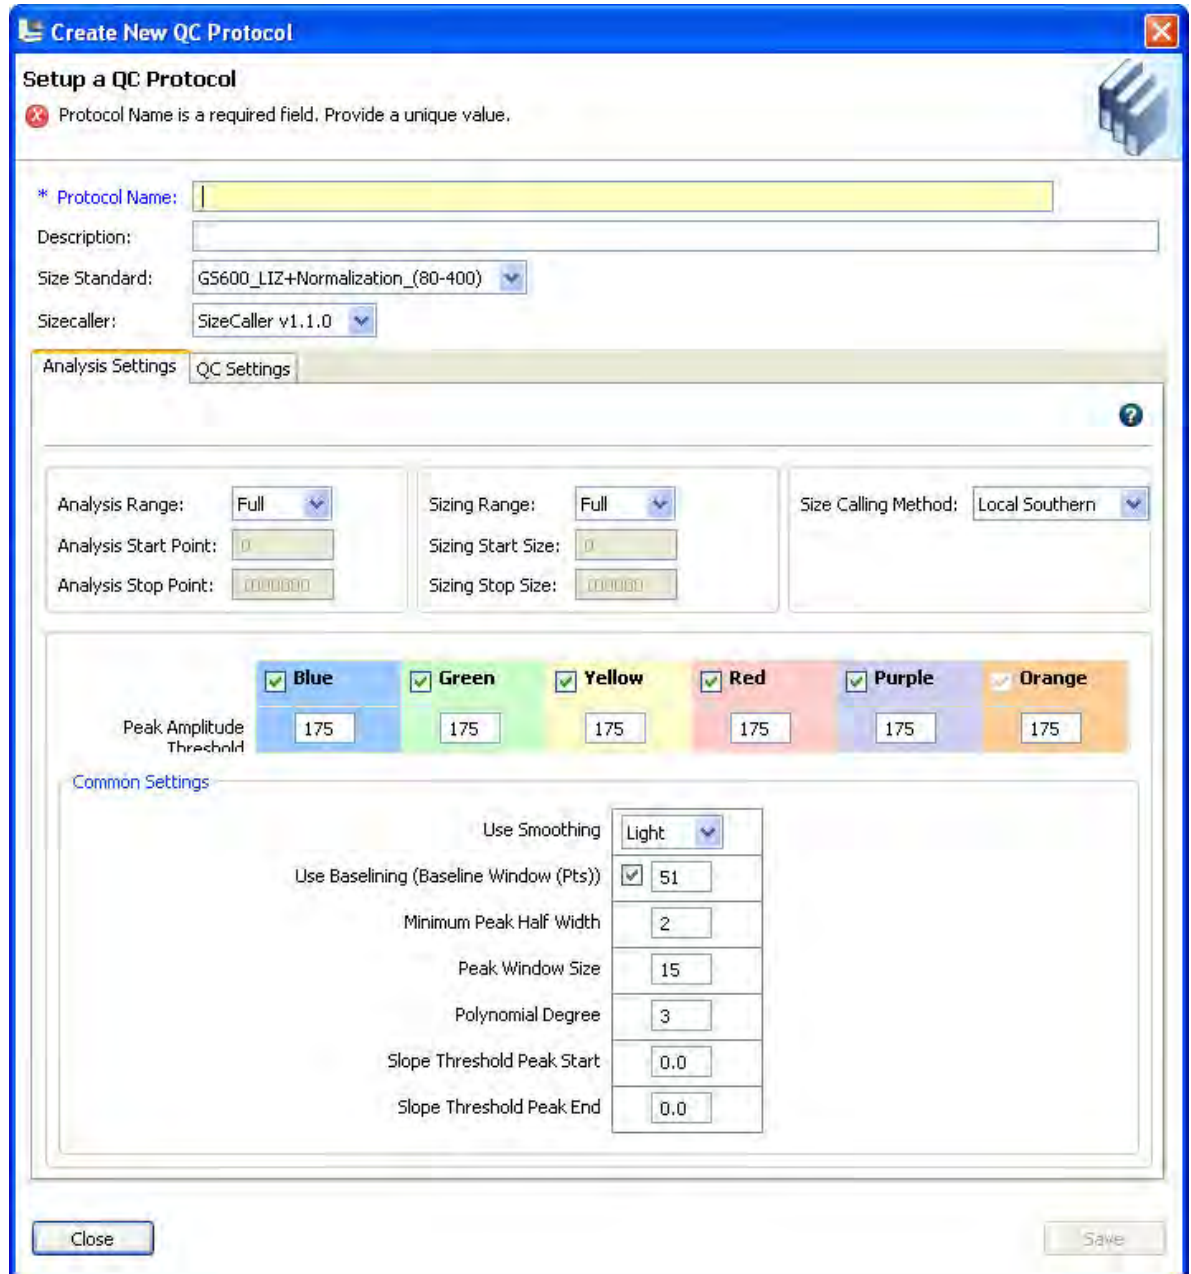 Create New QC Protocol
Setup a QC Protocol
Protocol Name is a required field. Provide a unique value.
* Protocol Name:
Description:
Size Standard: GS600_LIZ+Normalization_(80-400)
Sizecaller: SizeCaller v1.1.0
Analysis Settings QC Settings
?
Analysis Range: Full Sizing Range: Full Size Calling Method: Local Southern
Analysis Start Point: 0 Sizing Start Size: 0
Analysis Stop Point: Sizing Stop Size:
Blue Green Yellow Red Purple Orange
Peak Amplitude 175 175 175 175 175 175
Threshold
Common Settings
Use Smoothing Light
Use Baselining (Baseline Window (Pts)) 51
Minimum Peak Half Width 2
Peak Window Size 15
Polynomial Degree 3
Slope Threshold Peak Start 0.0
Slope Threshold Peak End 0.0
Close Save